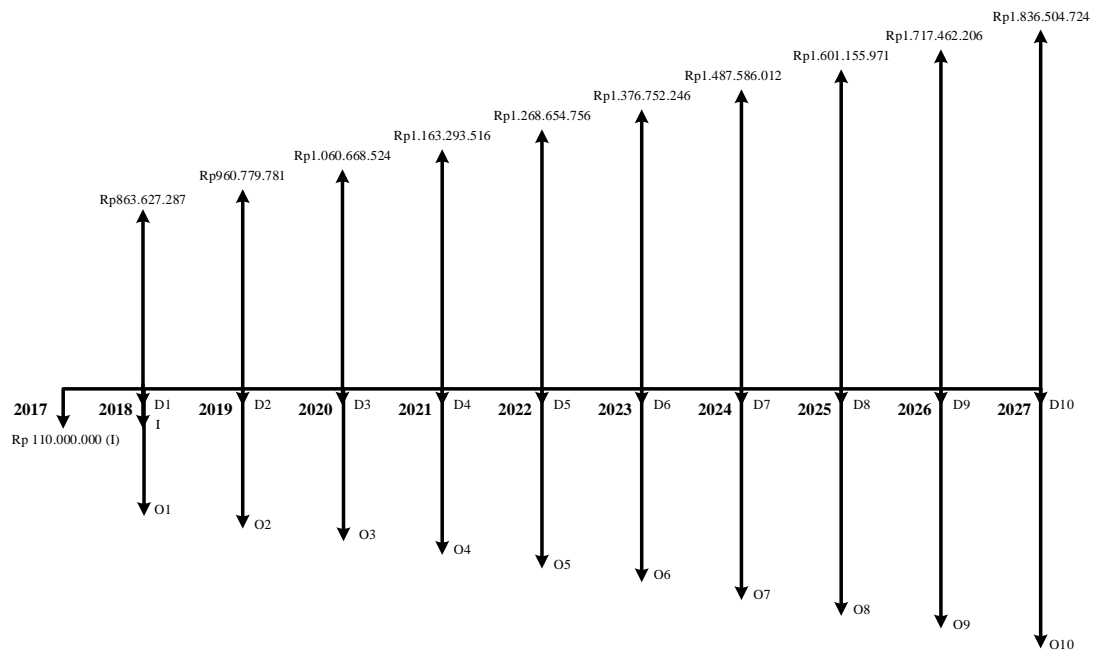 Rp1.836.504.724
Rp1.717.462.206
Rp1.601.155.971
Rp1.487.586.012
Rp1.376.752.246
Rp1.268.654.756
Rp1.163.293.516
Rp1.060.668.524
Rp960.779.781
Rp863.627.287
2017 2018 D1 2019 D2 2020 D3 2021 D4 2022 D5 2023 D6 2024 D7 2025 D8 2026 D9 2027 D10
I
Rp 110.000.000 (I)
O1
O2
O3
O4
O5
O6
O7
O8
O9
O10